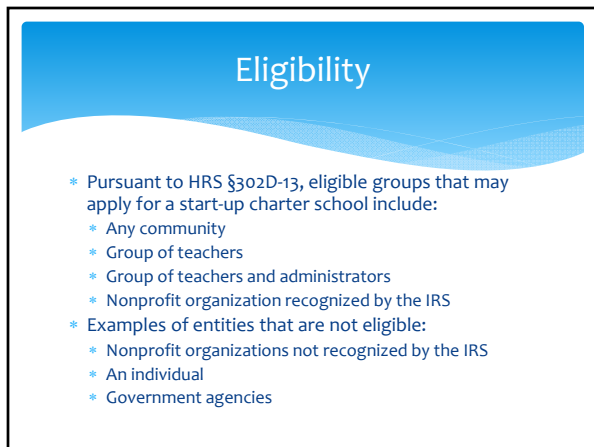 Eligibility
* Pursuant to HRS §302D-13, eligible groups that may
apply for a start-up charter school include:
* Any community
* Group of teachers
* Group of teachers and administrators
* Nonprofit organization recognized by the IRS
* Examples of entities that are not eligible:
* Nonprofit organizations not recognized by the IRS
* An individual
* Government agencies